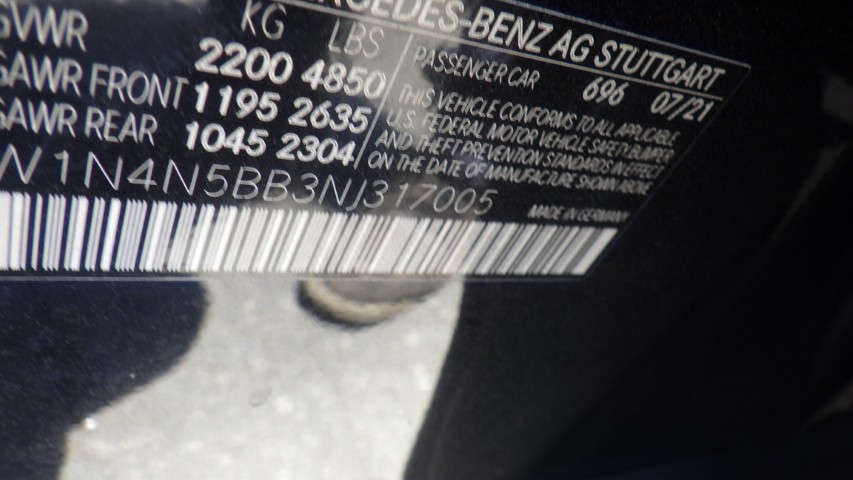 MERCEDES-BENZ AG STUTTGART
GVWR KG LBS
2200 4850
GAWR FRONT 1195 2635
GAWR REAR 1045 2304
PASSENGER CAR 696 07/21
THIS VEHICLE CONFORMS TO ALL APPLICABLE
U.S. FEDERAL MOTOR VEHICLE SAFETY, BUMPER
AND THEFT PREVENTION STANDARDS IN EFFECT
ON THE DATE OF MANUFACTURE SHOWN ABOVE
W1N4N5BB3NJ317005
MADE IN GERMANY